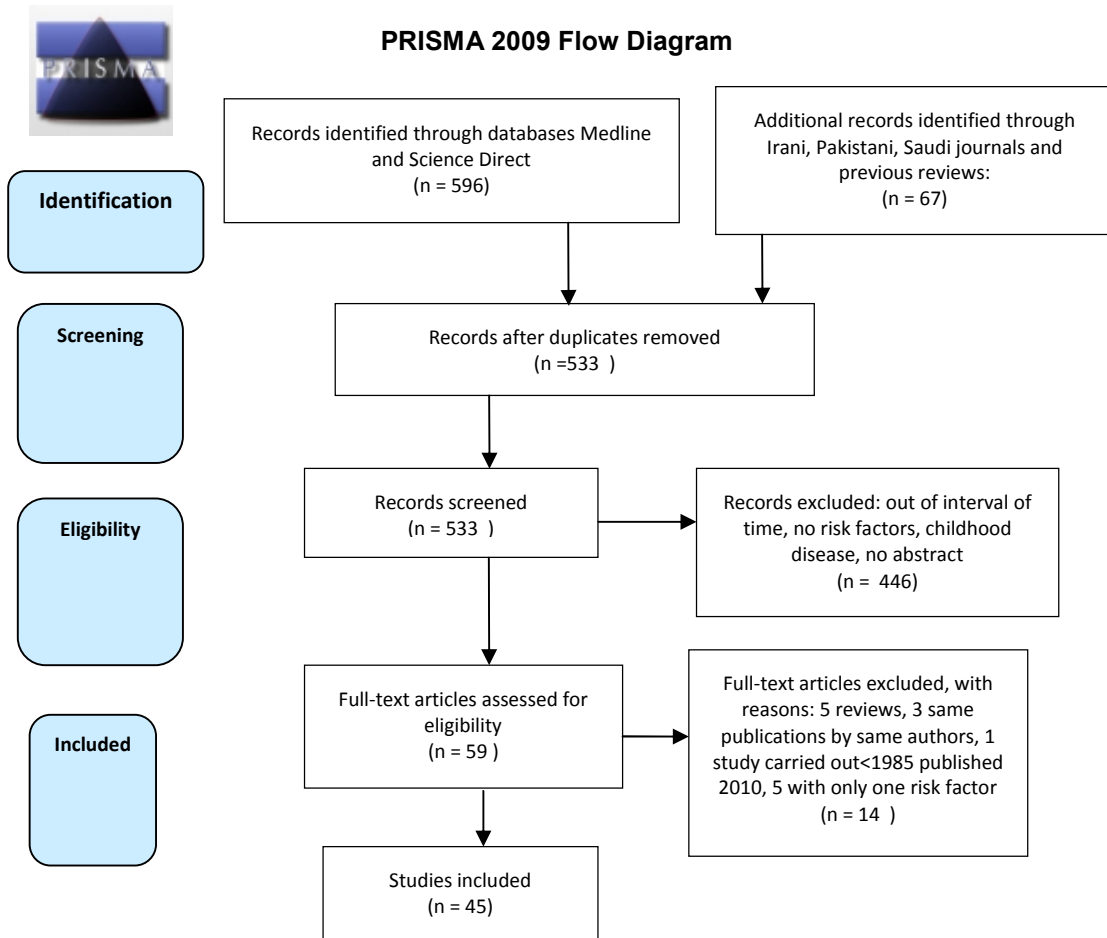 PRISMA
PRISMA 2009 Flow Diagram
Records identified through databases Medline
and Science Direct
(n = 596)
Additional records identified through
Irani, Pakistani, Saudi journals and
previous reviews:
(n = 67)
Identification
Screening
Records after duplicates removed
(n =533 )
Records screened
(n = 533 )
Records excluded: out of interval of
time, no risk factors, childhood
disease, no abstract
(n = 446)
Eligibility
Full-text articles assessed for
eligibility
(n = 59 )
Full-text articles excluded, with
reasons: 5 reviews, 3 same
publications by same authors, 1
study carried out<1985 published
2010, 5 with only one risk factor
(n = 14 )
Included
Studies included
(n = 45)